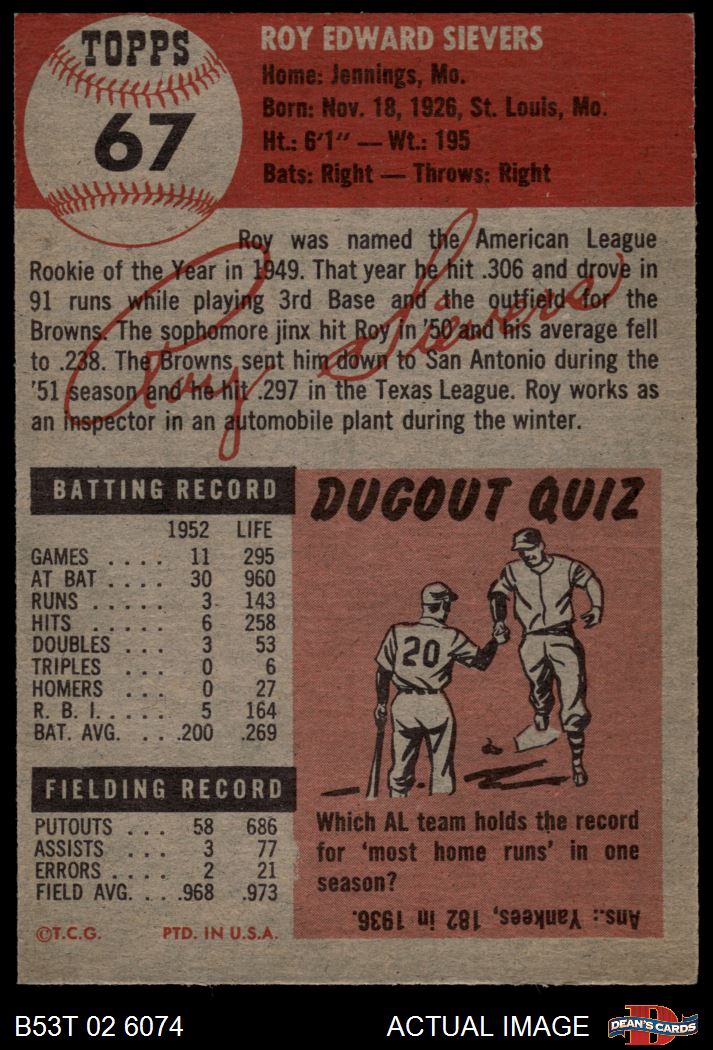 TOPPS
67
ROY EDWARD SIEVERS
Home: Jennings, Mo.
Born: Nov. 18, 1926, St. Louis, Mo.
Ht.: 6'1" — Wt.: 195
Bats: Right — Throws: Right
Roy was named the American League
Rookie of the Year in 1949. That year he hit .306 and drove in
91 runs while playing 3rd Base and the outfield for the
Browns. The sophomore jinx hit Roy in '50 and his average fell
to .238. The Browns sent him down to San Antonio during the
'51 season and he hit .297 in the Texas League. Roy works as
an inspector in an automobile plant during the winter.
Roy Sievers
BATTING RECORD
1952 LIFE
GAMES . . . . 11 295
AT BAT . . . . 30 960
RUNS . . . . . 3 143
HITS . . . . . 6 258
DOUBLES . . . 3 53
TRIPLES . . . 0 6
HOMERS . . . 0 27
R. B. I. . . . . 5 164
BAT. AVG. . . .200 .269
FIELDING RECORD
PUTOUTS . . . 58 686
ASSISTS . . . 3 77
ERRORS . . . . 2 21
FIELD AVG. . . .968 .973
©T.C.G. PTD. IN U.S.A.
DUGOUT QUIZ
20
Which AL team holds the record
for 'most home runs' in one
season?
Ans.: Yankees, 182 in 1936.
B53T 02 6074
ACTUAL IMAGE
D
DEAN'S CARDS